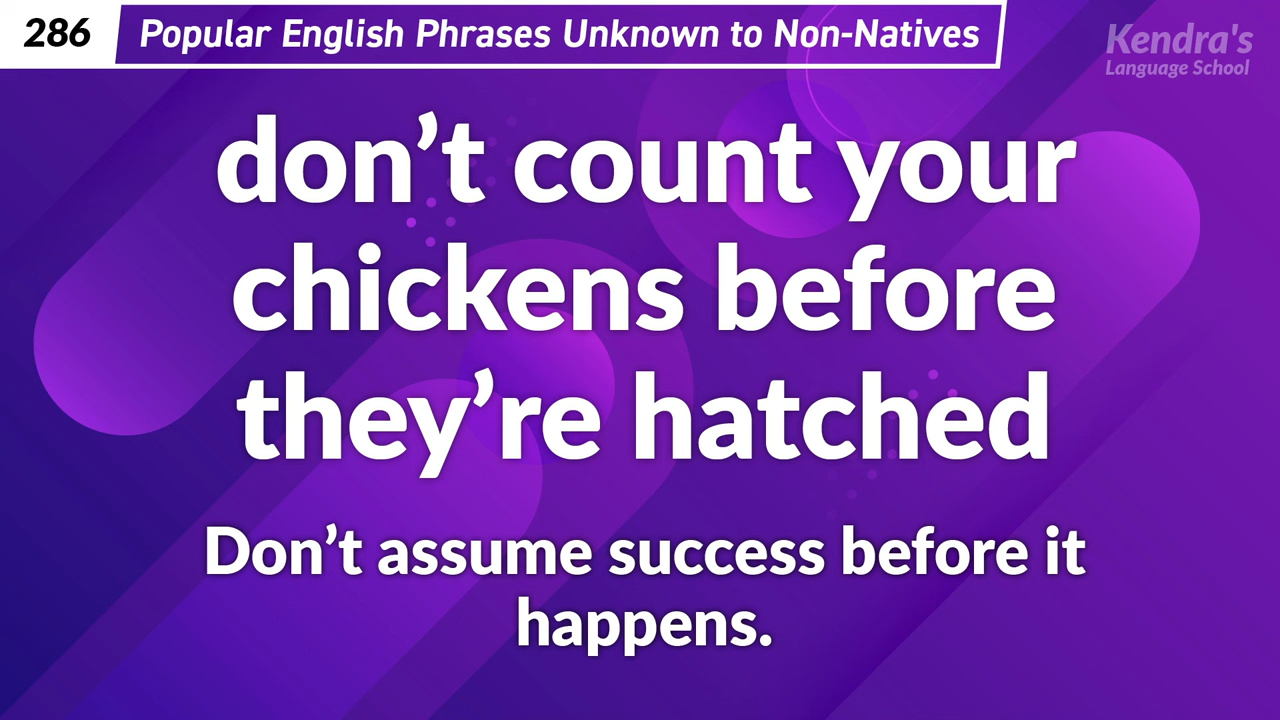 286 Popular English Phrases Unknown to Non-Natives
Kendra's
Language School
don’t count your
chickens before
they’re hatched
Don’t assume success before it
happens.